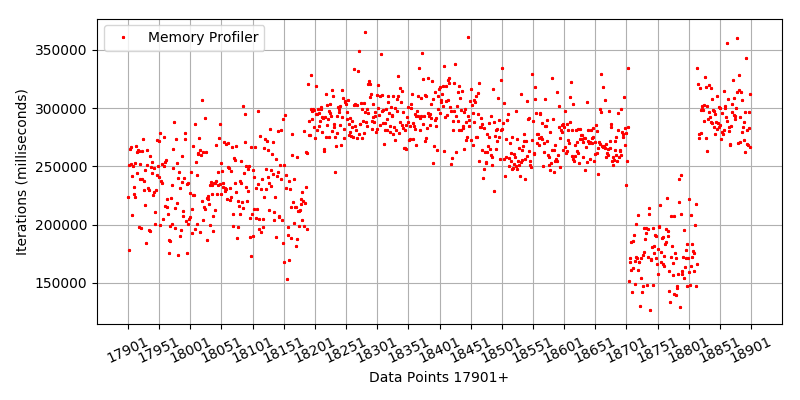 Memory Profiler
Iterations (milliseconds)
350000
300000
250000
200000
150000
17901 17951 18001 18051 18101 18151 18201 18251 18301 18351 18401 18451 18501 18551 18601 18651 18701 18751 18801 18851 18901
Data Points 17901+